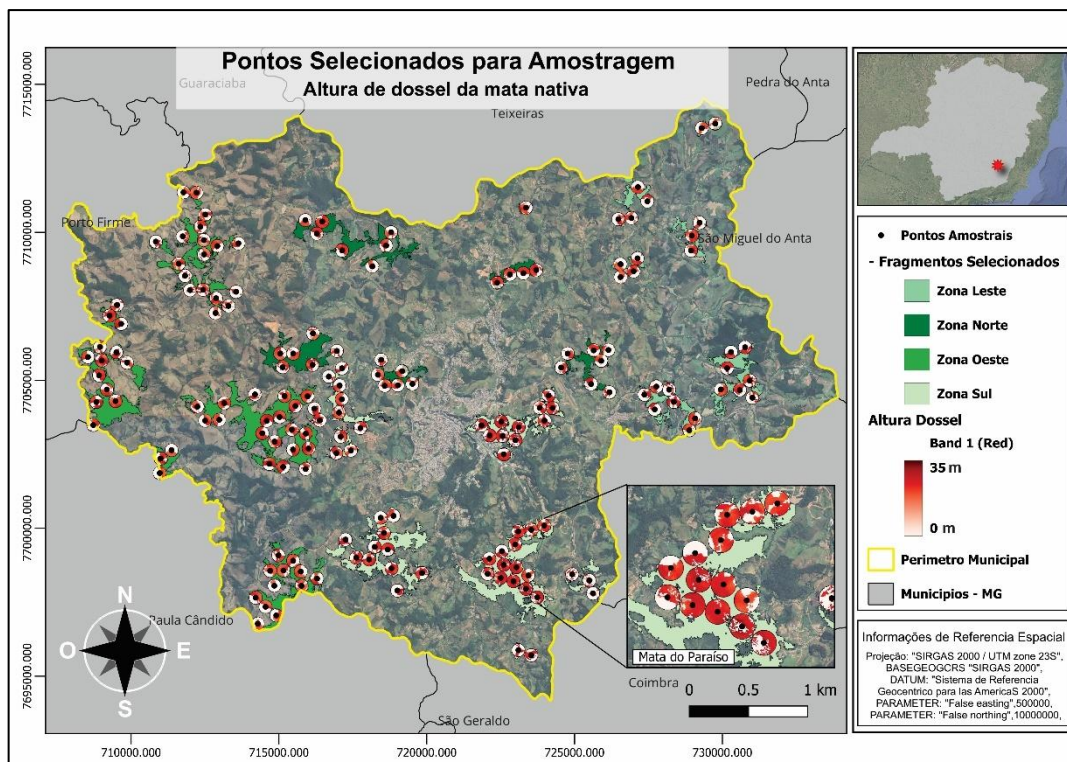 Pontos Selecionados para Amostragem
Altura de dossel da mata nativa
Guaraciaba
Teixeiras
Pedra do Anta
Porto Firme
São Miguel do Anta
Paula Cândido
São Geraldo
Coimbra
Mata do Paraíso
0 0.5 1 km
N
O E
S
7715000.000
7710000.000
7705000.000
7700000.000
7695000.000
710000.000 715000.000 720000.000 725000.000 730000.000
Pontos Amostrais
- Fragmentos Selecionados
Zona Leste
Zona Norte
Zona Oeste
Zona Sul
Altura Dossel
Band 1 (Red)
35 m
0 m
Perimetro Municipal
Municipios - MG
Informações de Referencia Espacial
Projeção: "SIRGAS 2000 / UTM zone 23S",
BASEGEOGCRS "SIRGAS 2000",
DATUM: "Sistema de Referencia
Geocentrico para las AmericaS 2000",
PARAMETER: "False easting",500000,
PARAMETER: "False northing",10000000,